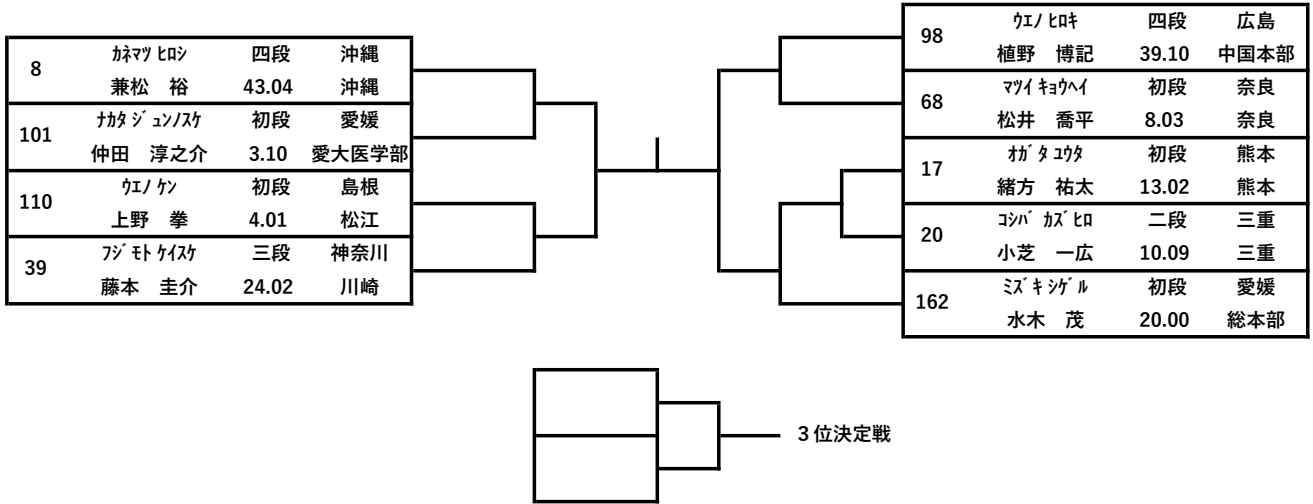 8 ｶﾈﾏﾂ ﾋﾛｼ 四段 沖縄
兼松　裕 43.04 沖縄
101 ﾅｶﾀ ｼﾞｭﾝﾉｽｹ 初段 愛媛
仲田　淳之介 3.10 愛大医学部
110 ｳｴﾉ ｹﾝ 初段 島根
上野　拳 4.01 松江
39 ﾌｼﾞﾓﾄ ｹｲｽｹ 三段 神奈川
藤本　圭介 24.02 川崎
98 ｳｴﾉ ﾋﾛｷ 四段 広島
植野　博記 39.10 中国本部
68 ﾏﾂｲ ｷｮｳﾍｲ 初段 奈良
松井　喬平 8.03 奈良
17 ｵｶﾞﾀ ﾕｳﾀ 初段 熊本
緒方　祐太 13.02 熊本
20 ｺｼﾊﾞ ｶｽﾞﾋﾛ 二段 三重
小芝　一広 10.09 三重
162 ﾐｽﾞｷ ｼｹﾞﾙ 初段 愛媛
水木　茂 20.00 総本部
３位決定戦